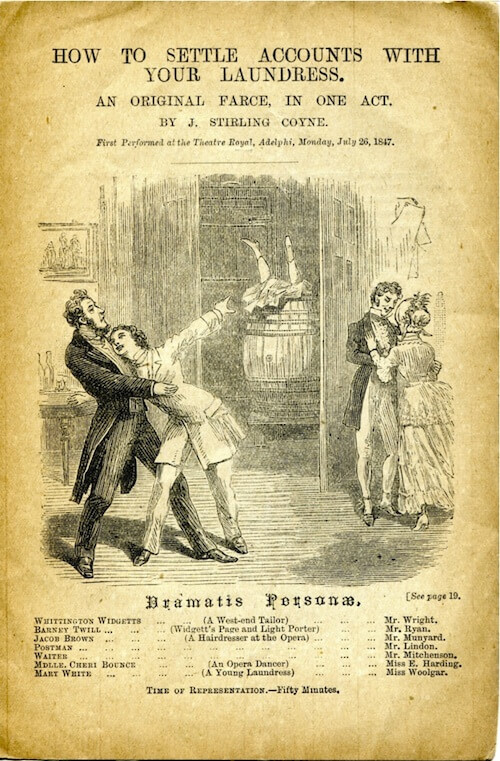 HOW TO SETTLE ACCOUNTS WITH
YOUR LAUNDRESS.
AN ORIGINAL FARCE, IN ONE ACT.
BY J. STIRLING COYNE.
First Performed at the Theatre Royal, Adelphi, Monday, July 26, 1847.
[See page 19.
Dramatis Personæ.
WHITTINGTON WIDGETTS ... ... (A West-end Tailor) ... ... ... Mr. Wright.
BARNEY TWILL ... ... ... (Widgett's Page and Light Porter) ... ... Mr. Ryan.
JACOB BROWN ... ... ... (A Hairdresser at the Opera) ... ... ... Mr. Munyard.
POSTMAN ... ... ... ... ... ... ... ... ... ... ... Mr. Lindon.
WAITER ... ... ... ... ... ... ... ... ... ... ... Mr. Mitchenson.
MDLLE. CHERI BOUNCE ... ... (An Opera Dancer) ... ... ... ... Miss E. Harding.
MARY WHITE ... ... ... ... (A Young Laundress) ... ... ... ... Miss Woolgar.
TIME OF REPRESENTATION.—Fifty Minutes.